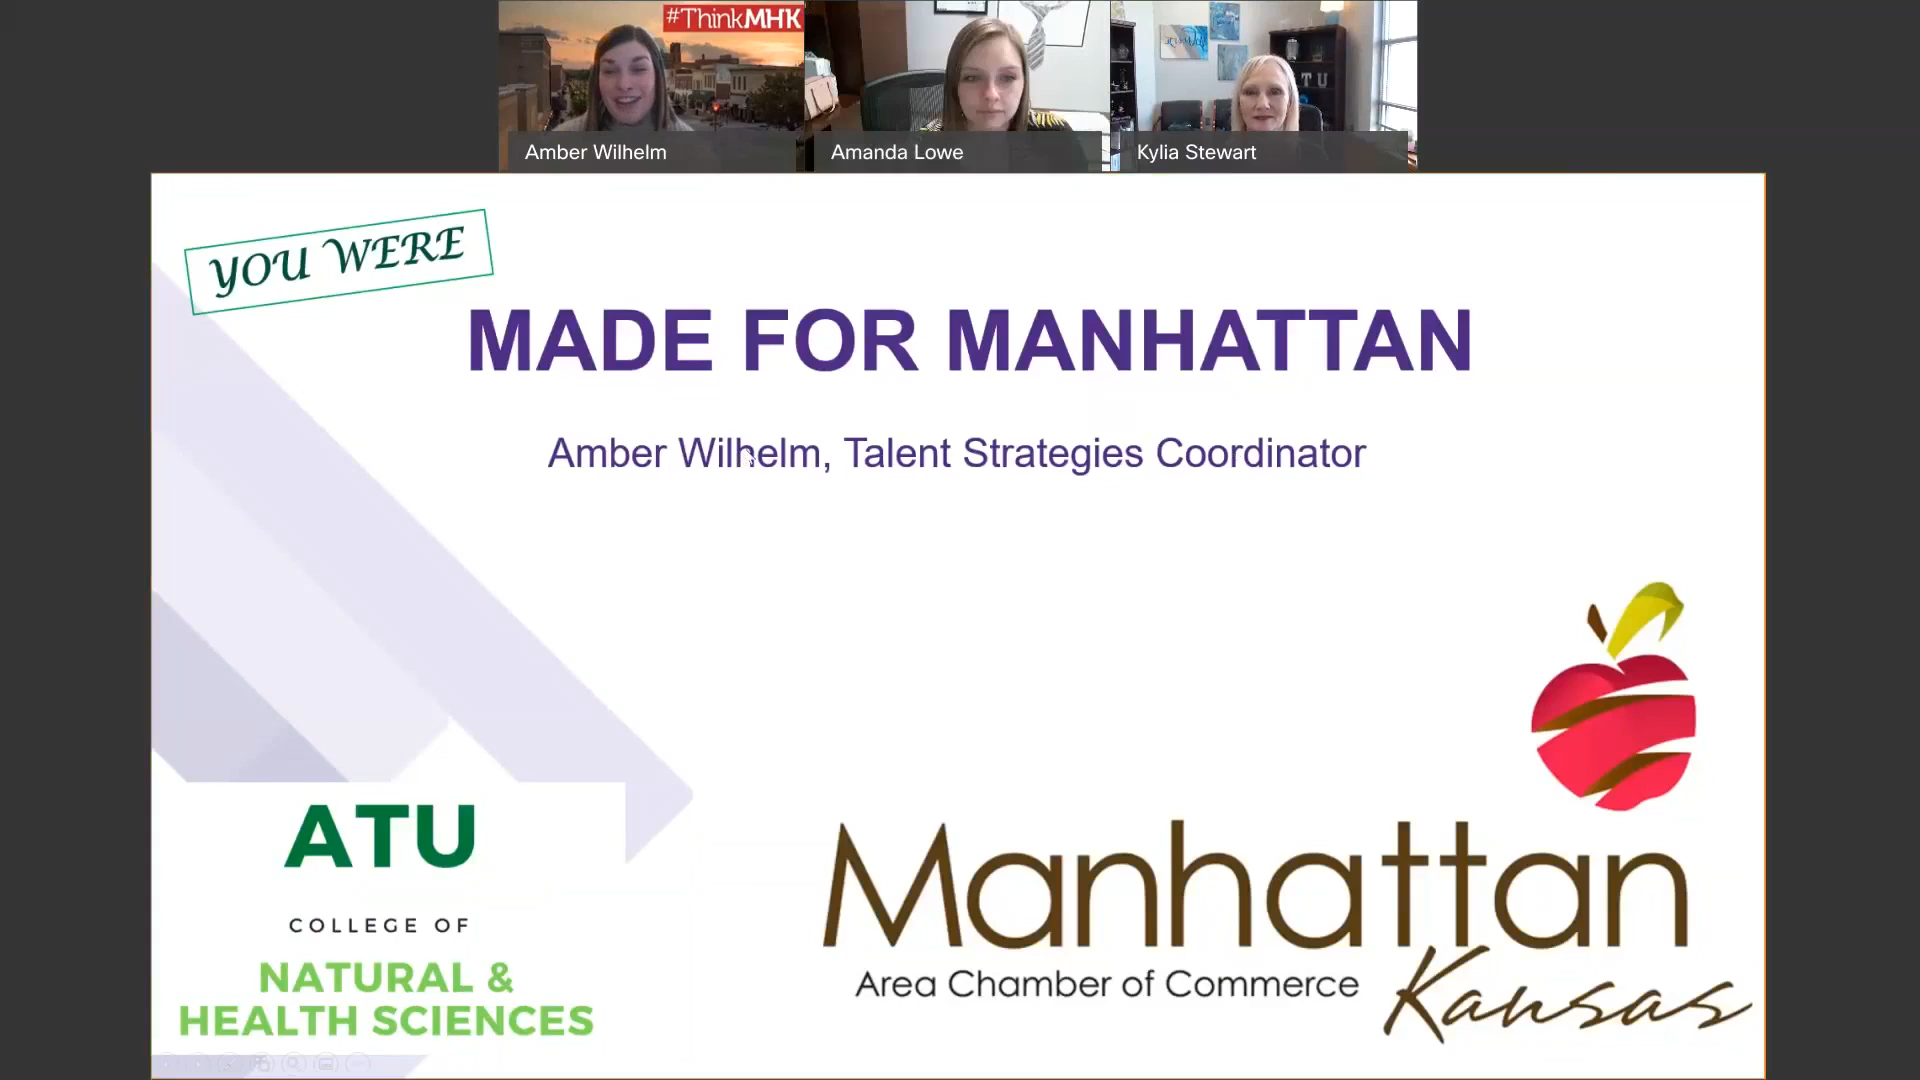 #ThinkMHK
Amber Wilhelm
Amanda Lowe
Kylia Stewart
T U
YOU WERE
MADE FOR MANHATTAN
Amber Wilhelm, Talent Strategies Coordinator
ATU
COLLEGE OF
NATURAL &
HEALTH SCIENCES
Manhattan
Area Chamber of Commerce
Kansas